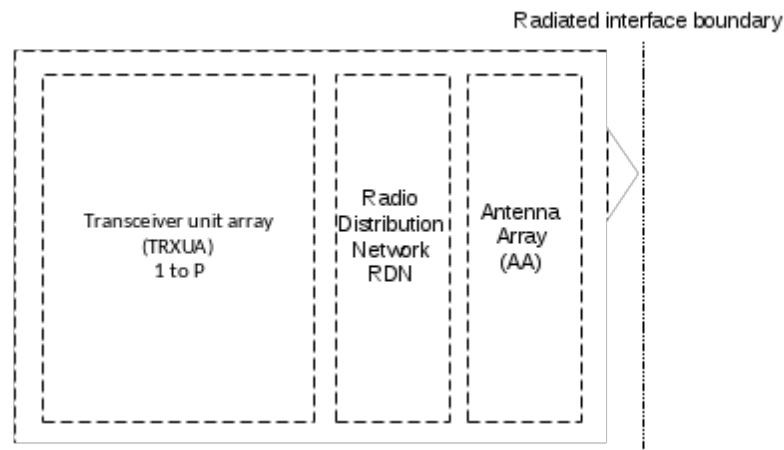 Radiated interface boundary
Transceiver unit array
(TRXUA)
1 to P
Radio
Distribution
Network
RDN
Antenna
Array
(AA)